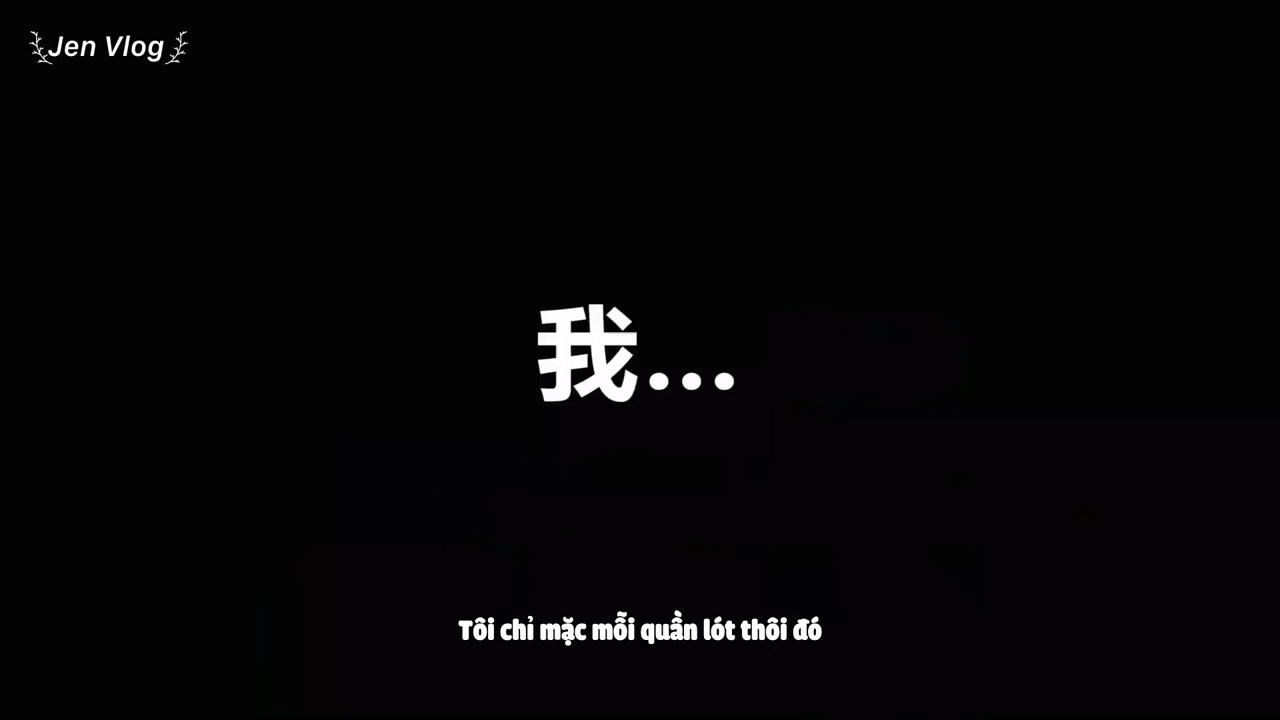 Jen Vlog
我...
Tôi chỉ mặc mỗi quần lót thôi đó